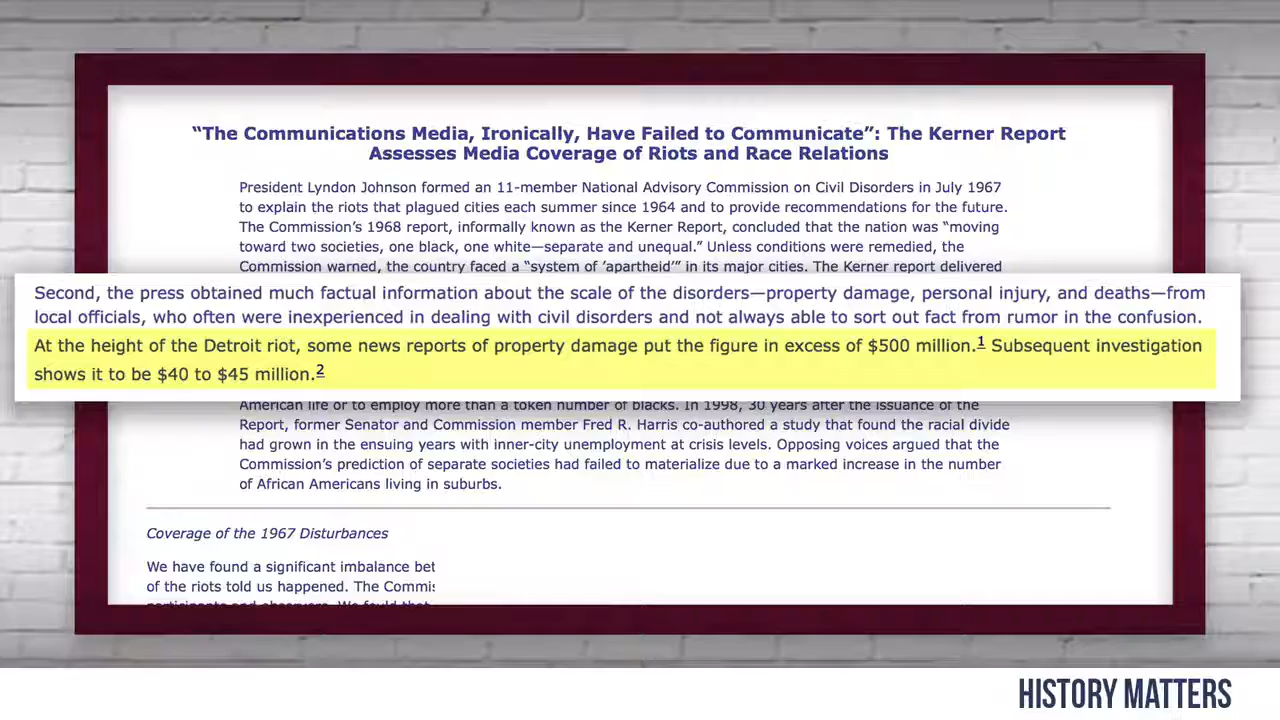 “The Communications Media, Ironically, Have Failed to Communicate”: The Kerner Report
Assesses Media Coverage of Riots and Race Relations
President Lyndon Johnson formed an 11-member National Advisory Commission on Civil Disorders in July 1967
to explain the riots that plagued cities each summer since 1964 and to provide recommendations for the future.
The Commission’s 1968 report, informally known as the Kerner Report, concluded that the nation was “moving
toward two societies, one black, one white—separate and unequal.” Unless conditions were remedied, the
Commission warned, the country faced a “system of ’apartheid’” in its major cities. The Kerner report delivered
Second, the press obtained much factual information about the scale of the disorders—property damage, personal injury, and deaths—from
local officials, who often were inexperienced in dealing with civil disorders and not always able to sort out fact from rumor in the confusion.
At the height of the Detroit riot, some news reports of property damage put the figure in excess of $500 million.1 Subsequent investigation
shows it to be $40 to $45 million.2
American life or to employ more than a token number of blacks. In 1998, 30 years after the issuance of the
Report, former Senator and Commission member Fred R. Harris co-authored a study that found the racial divide
had grown in the ensuing years with inner-city unemployment at crisis levels. Opposing voices argued that the
Commission’s prediction of separate societies had failed to materialize due to a marked increase in the number
of African Americans living in suburbs.
Coverage of the 1967 Disturbances
We have found a significant imbalance bet
of the riots told us happened. The Commis
HISTORY MATTERS